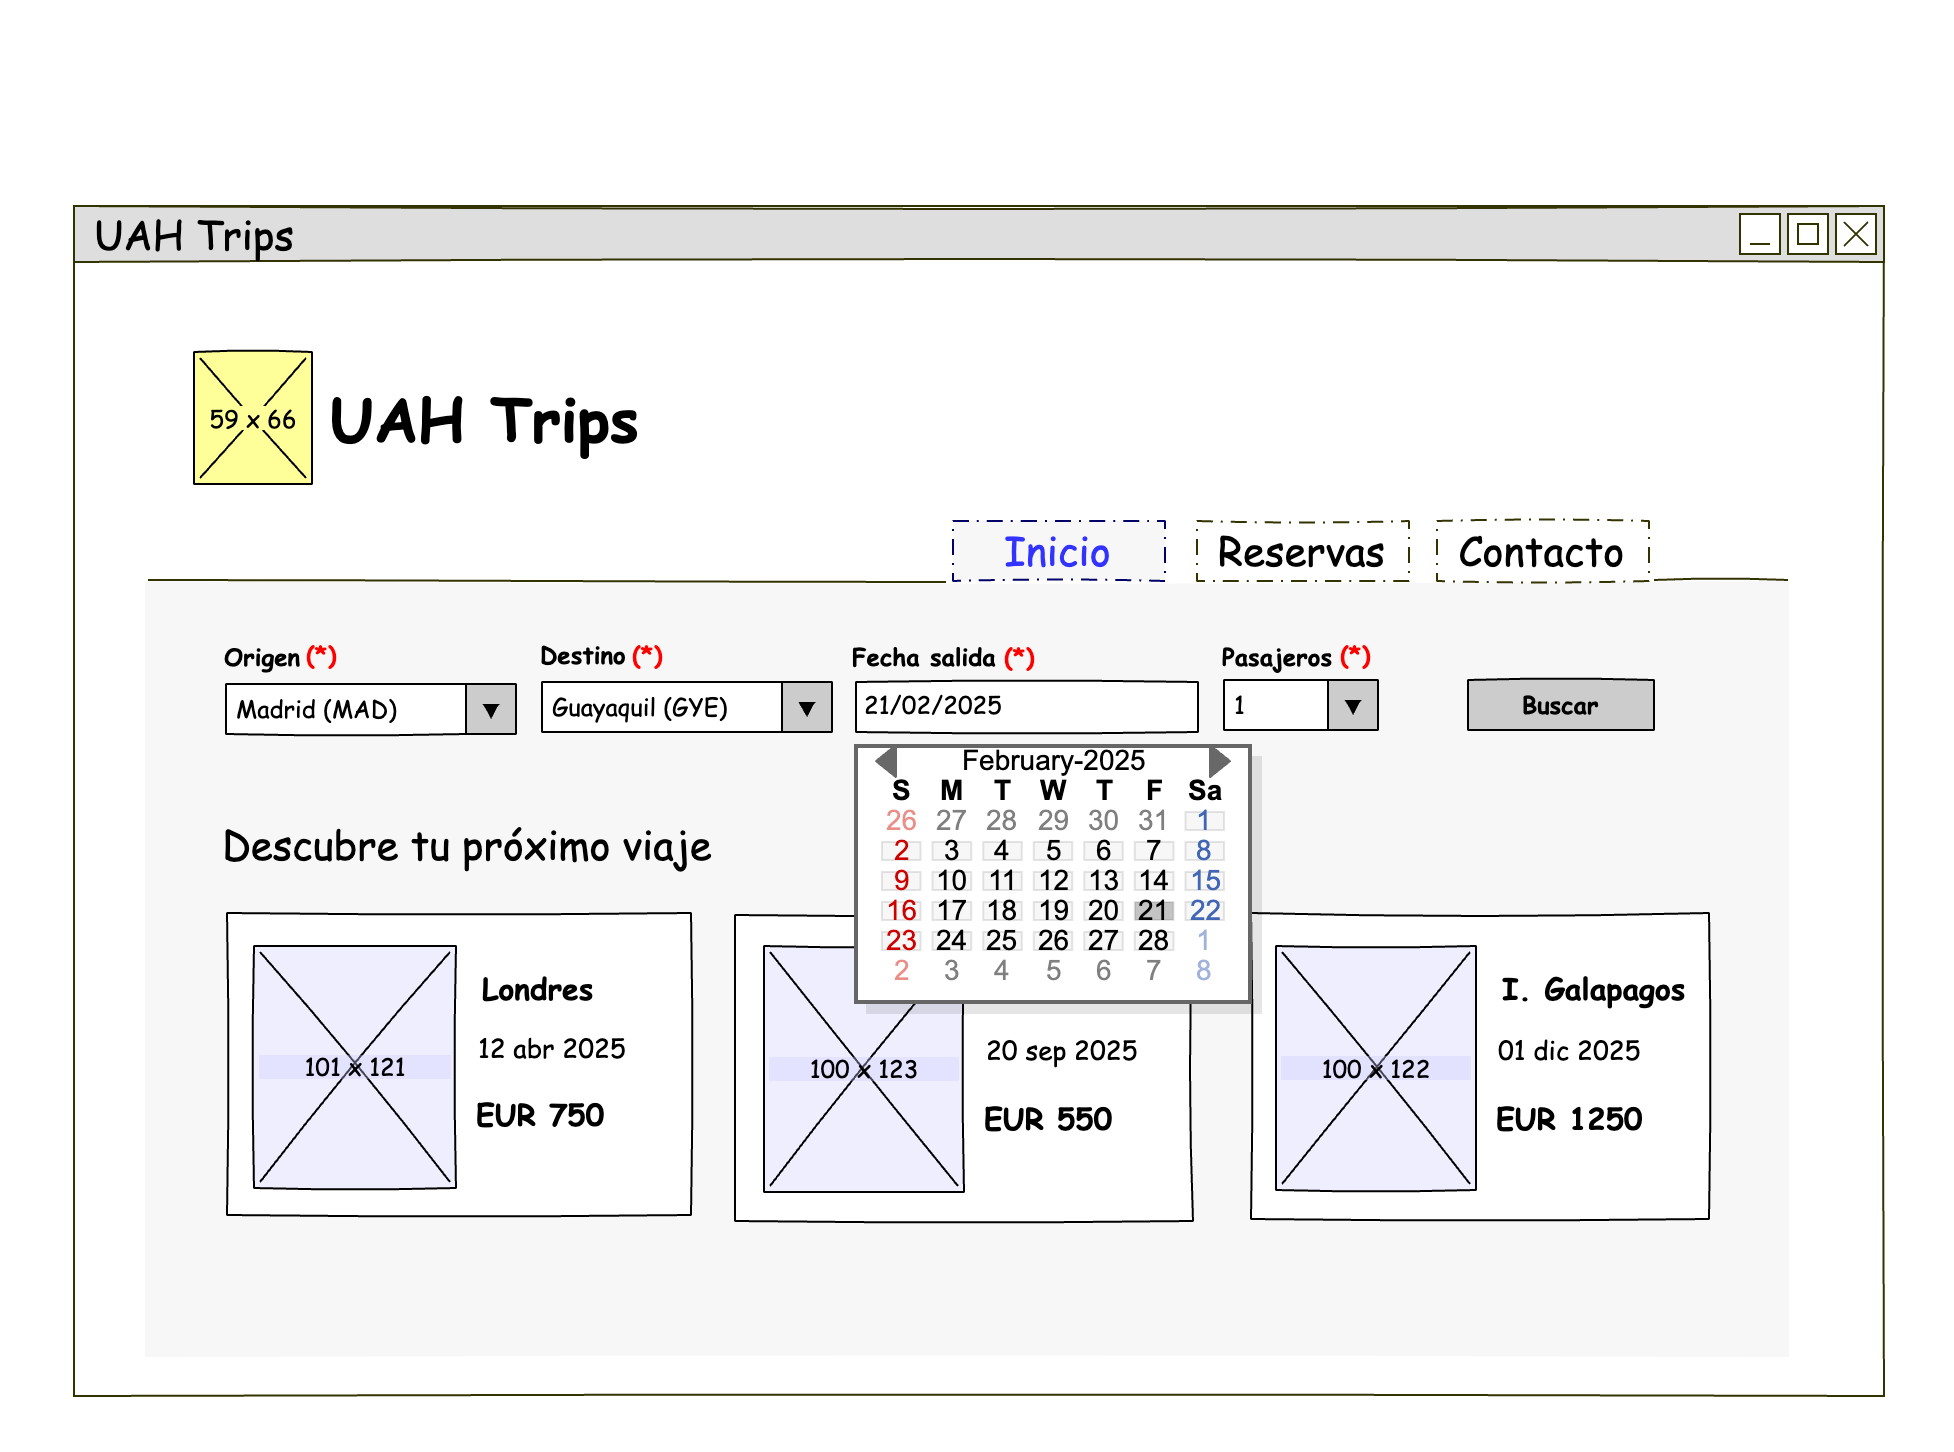 UAH Trips
59 x 66
UAH Trips
Inicio Reservas Contacto
Origen (*) Destino (*) Fecha salida (*) Pasajeros (*)
Madrid (MAD) Guayaquil (GYE) 21/02/2025 1 Buscar
February-2025
S M T W T F Sa
26 27 28 29 30 31 1
2 3 4 5 6 7 8
9 10 11 12 13 14 15
16 17 18 19 20 21 22
23 24 25 26 27 28 1
2 3 4 5 6 7 8
Descubre tu próximo viaje
101 x 121
Londres
12 abr 2025
EUR 750
100 x 123
20 sep 2025
EUR 550
100 x 122
I. Galapagos
01 dic 2025
EUR 1250